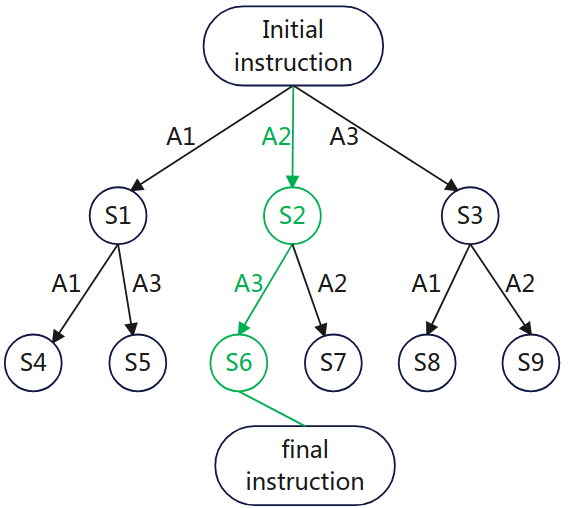 Initial
instruction
A1 A2 A3
S1 S2 S3
A1 A3 A3 A2 A1 A2
S4 S5 S6 S7 S8 S9
final
instruction